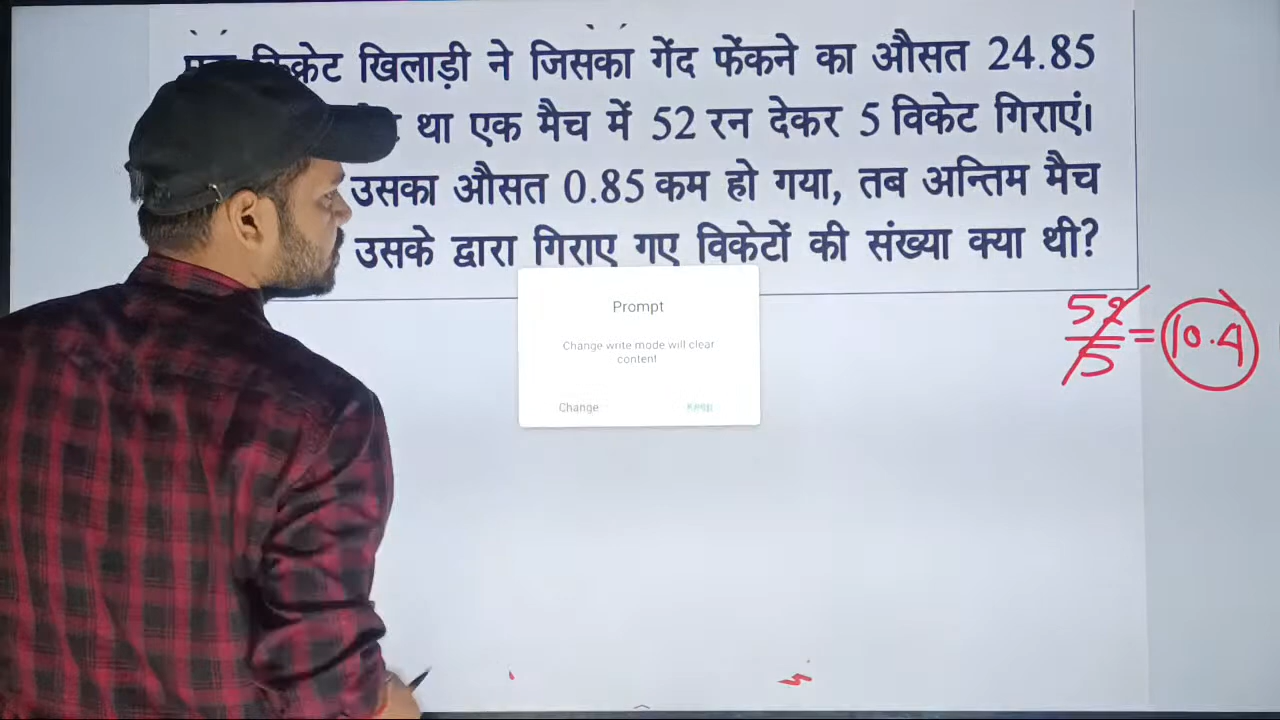 क्रिकेट खिलाड़ी ने जिसका गेंद फेंकने का औसत 24.85
था एक मैच में 52 रन देकर 5 विकेट गिराएं।
उसका औसत 0.85 कम हो गया, तब अन्तिम मैच
उसके द्वारा गिराए गए विकेटों की संख्या क्या थी?
52/5 = 10.4
Prompt
Change write mode will clear
content
Change Keep